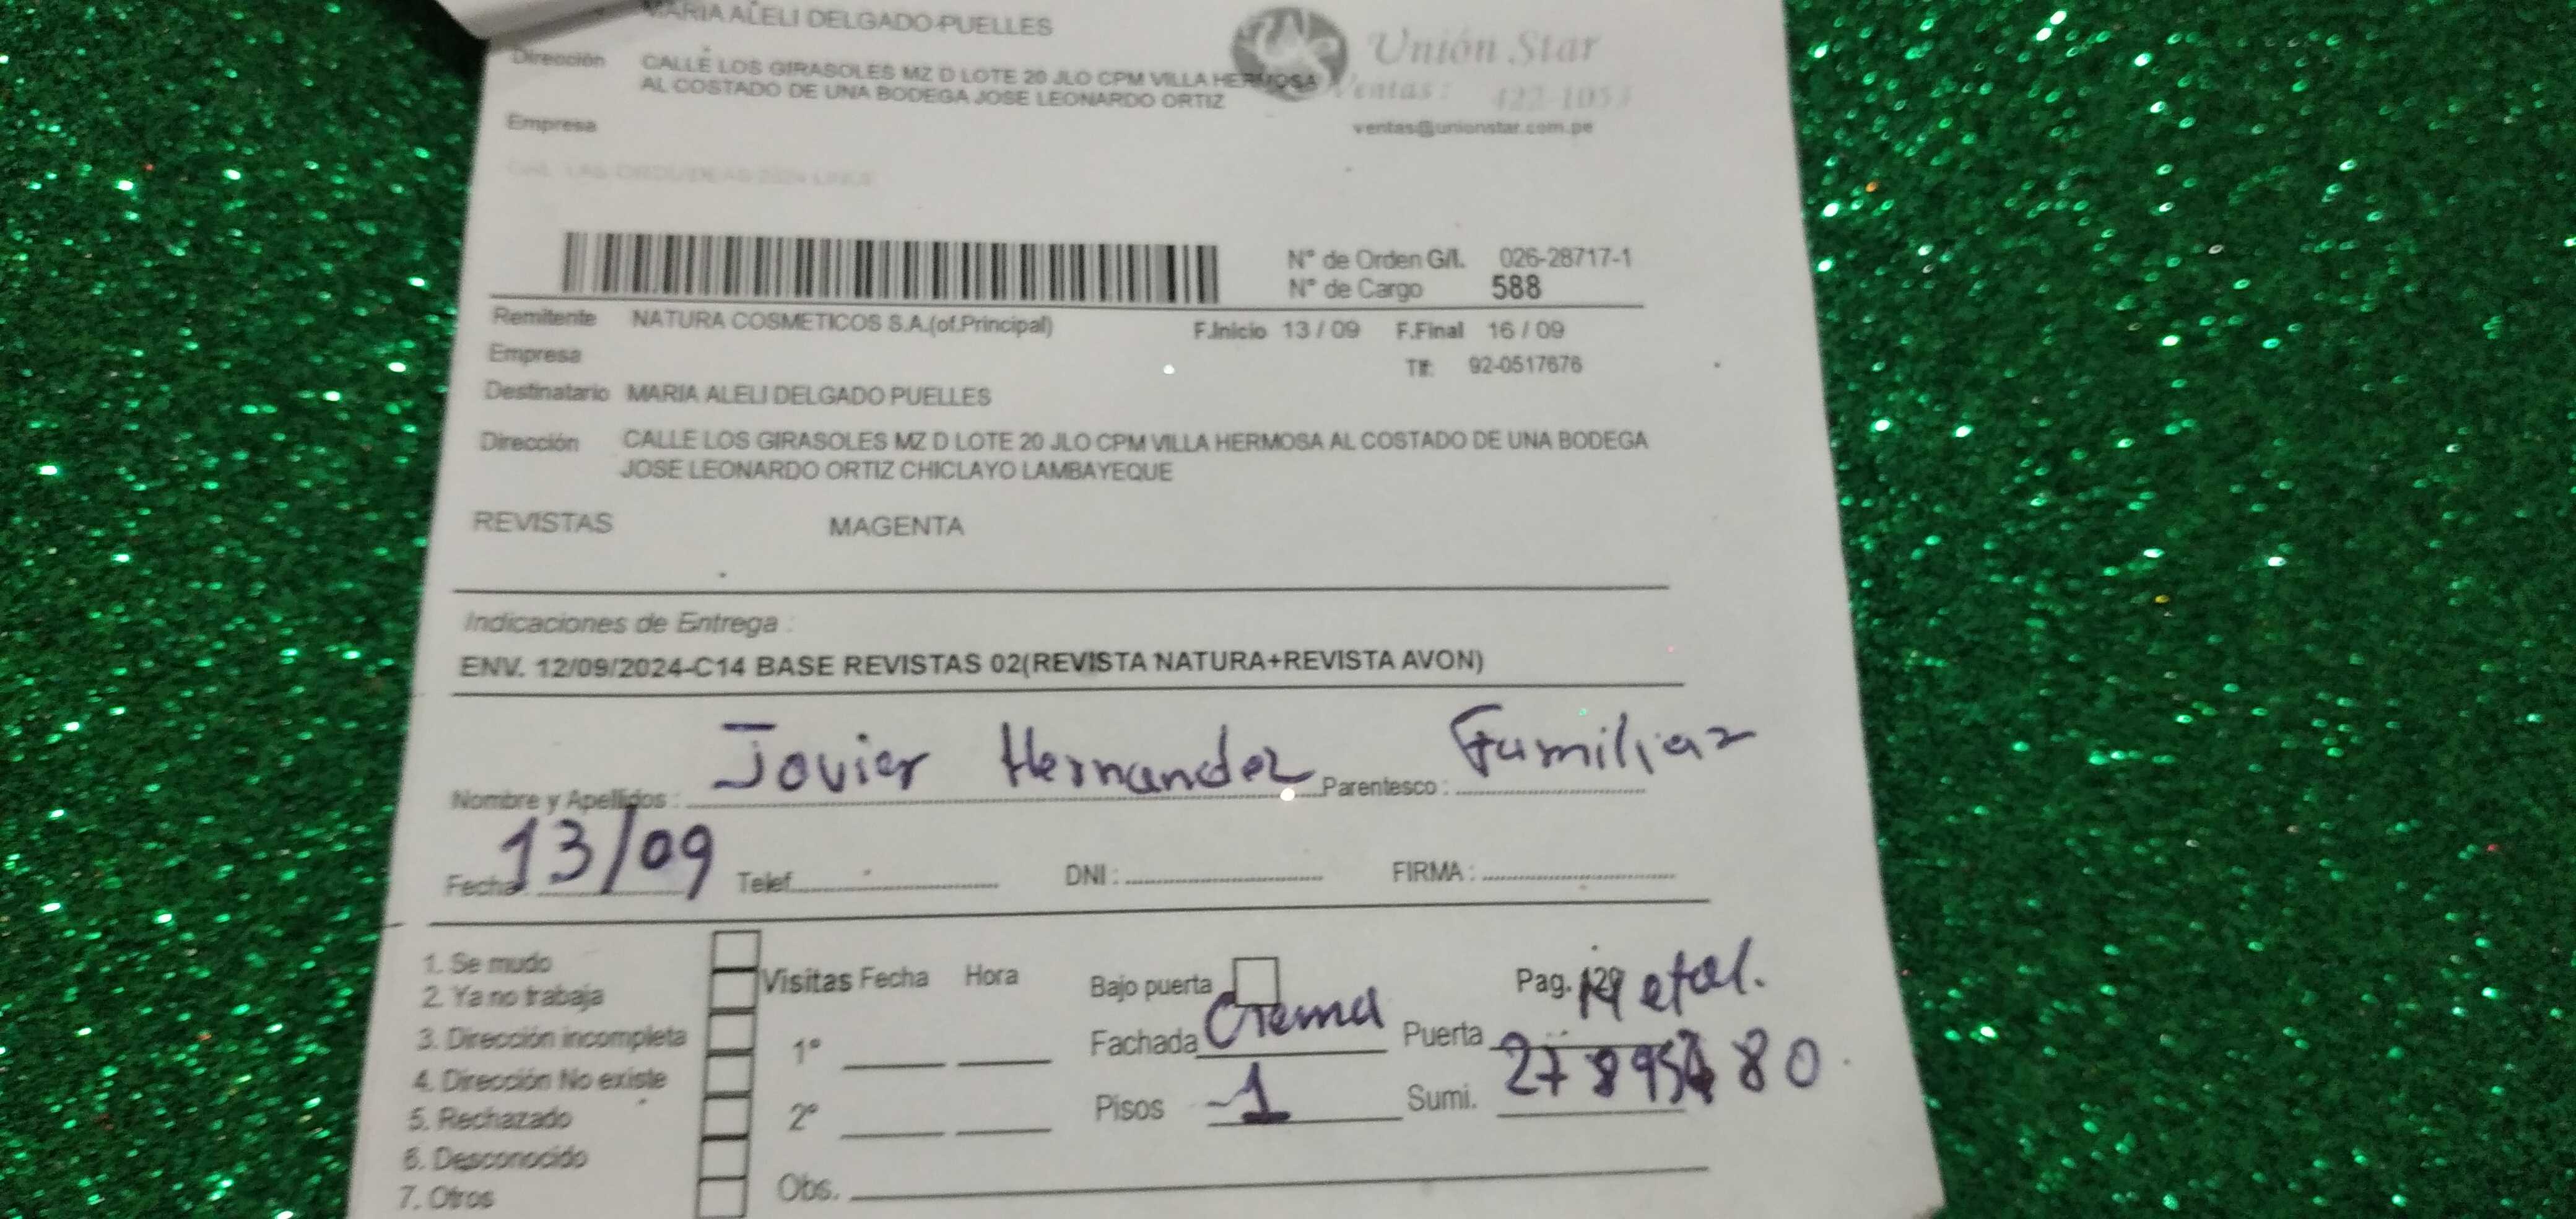 MARIA ALELI DELGADO PUELLES
Unión Star
Dirección CALLE LOS GIRASOLES MZ D LOTE 20 JLO CPM VILLA HERMOSA
AL COSTADO DE UNA BODEGA JOSE LEONARDO ORTIZ
Ventas: 422-1053
Empresa
ventas@unionstar.com.pe
N° de Orden G/I. 026-28717-1
N° de Cargo 588
Remitente NATURA COSMETICOS S.A.(of.Principal) F.Inicio 13 / 09 F.Final 16 / 09
Empresa Tlf: 92-0517676
Destinatario MARIA ALELI DELGADO PUELLES
Dirección CALLE LOS GIRASOLES MZ D LOTE 20 JLO CPM VILLA HERMOSA AL COSTADO DE UNA BODEGA
JOSE LEONARDO ORTIZ CHICLAYO LAMBAYEQUE
REVISTAS MAGENTA
Indicaciones de Entrega :
ENV. 12/09/2024-C14 BASE REVISTAS 02(REVISTA NATURA+REVISTA AVON)
Nombre y Apellidos : Javier Hernandez Parentesco : Familiar
Fecha 13/09 Telef. DNI : FIRMA :
1. Se mudo
2. Ya no trabaja
3. Dirección incompleta
4. Dirección No existe
5. Rechazado
6. Desconocido
7. Otros
Visitas Fecha Hora
1°
2°
Obs.
Bajo puerta Pag. 129
Fachada Crema Puerta Metal.
Pisos 1 Sumi.